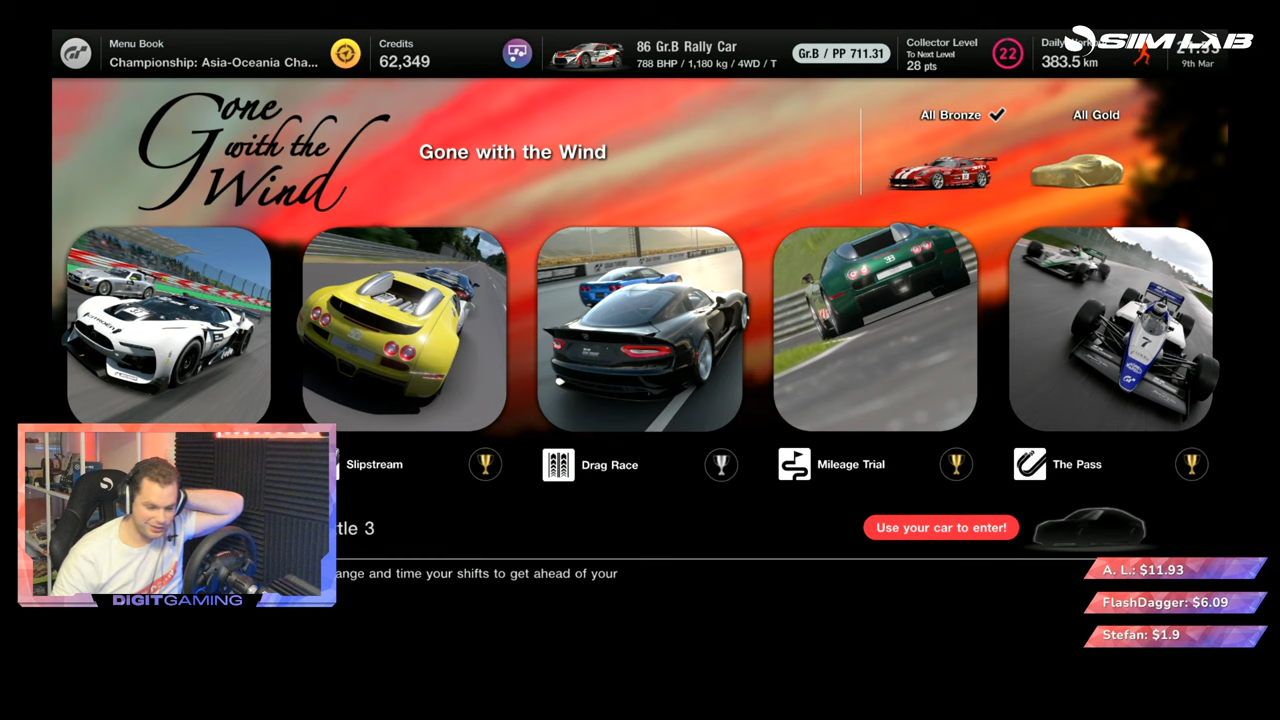 Menu Book
Championship: Asia-Oceania Cha...
Credits
62,349
86 Gr.B Rally Car
788 BHP / 1,180 kg / 4WD / T
Gr.B / PP 711.31
Collector Level
To Next Level
28 pts
22
Daily
383.5 km
9th Mar
SIM LAB
Gone with the Wind
Gone with the Wind
All Bronze
All Gold
7
Slipstream
Drag Race
Mileage Trial
The Pass
tle 3
Use your car to enter!
ange and time your shifts to get ahead of your
DIGITGAMING
A. L.: $11.93
FlashDagger: $6.09
Stefan: $1.9